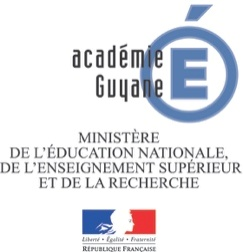 académie
Guyane
É
MINISTÈRE
DE L'ÉDUCATION NATIONALE,
DE L'ENSEIGNEMENT SUPÉRIEUR
ET DE LA RECHERCHE
Liberté • Égalité • Fraternité
RÉPUBLIQUE FRANÇAISE